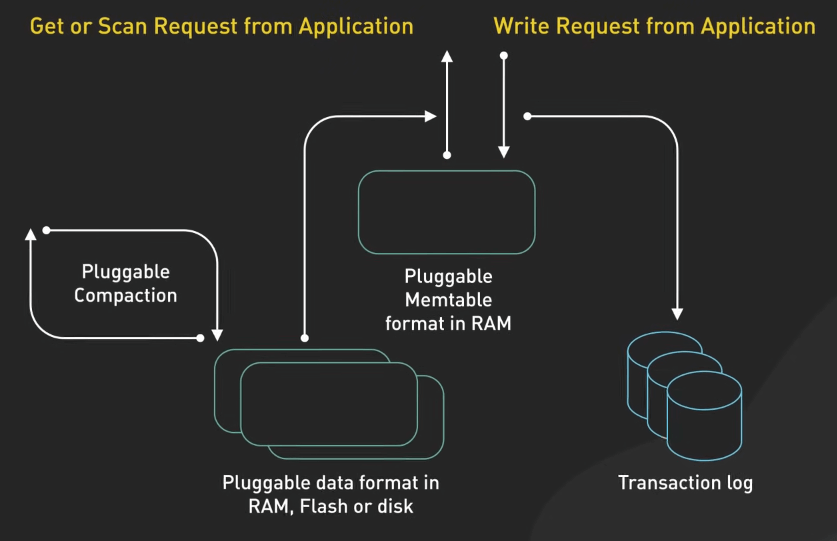 Get or Scan Request from Application
Write Request from Application
Pluggable
Compaction
Pluggable
Memtable
format in RAM
Pluggable data format in
RAM, Flash or disk
Transaction log